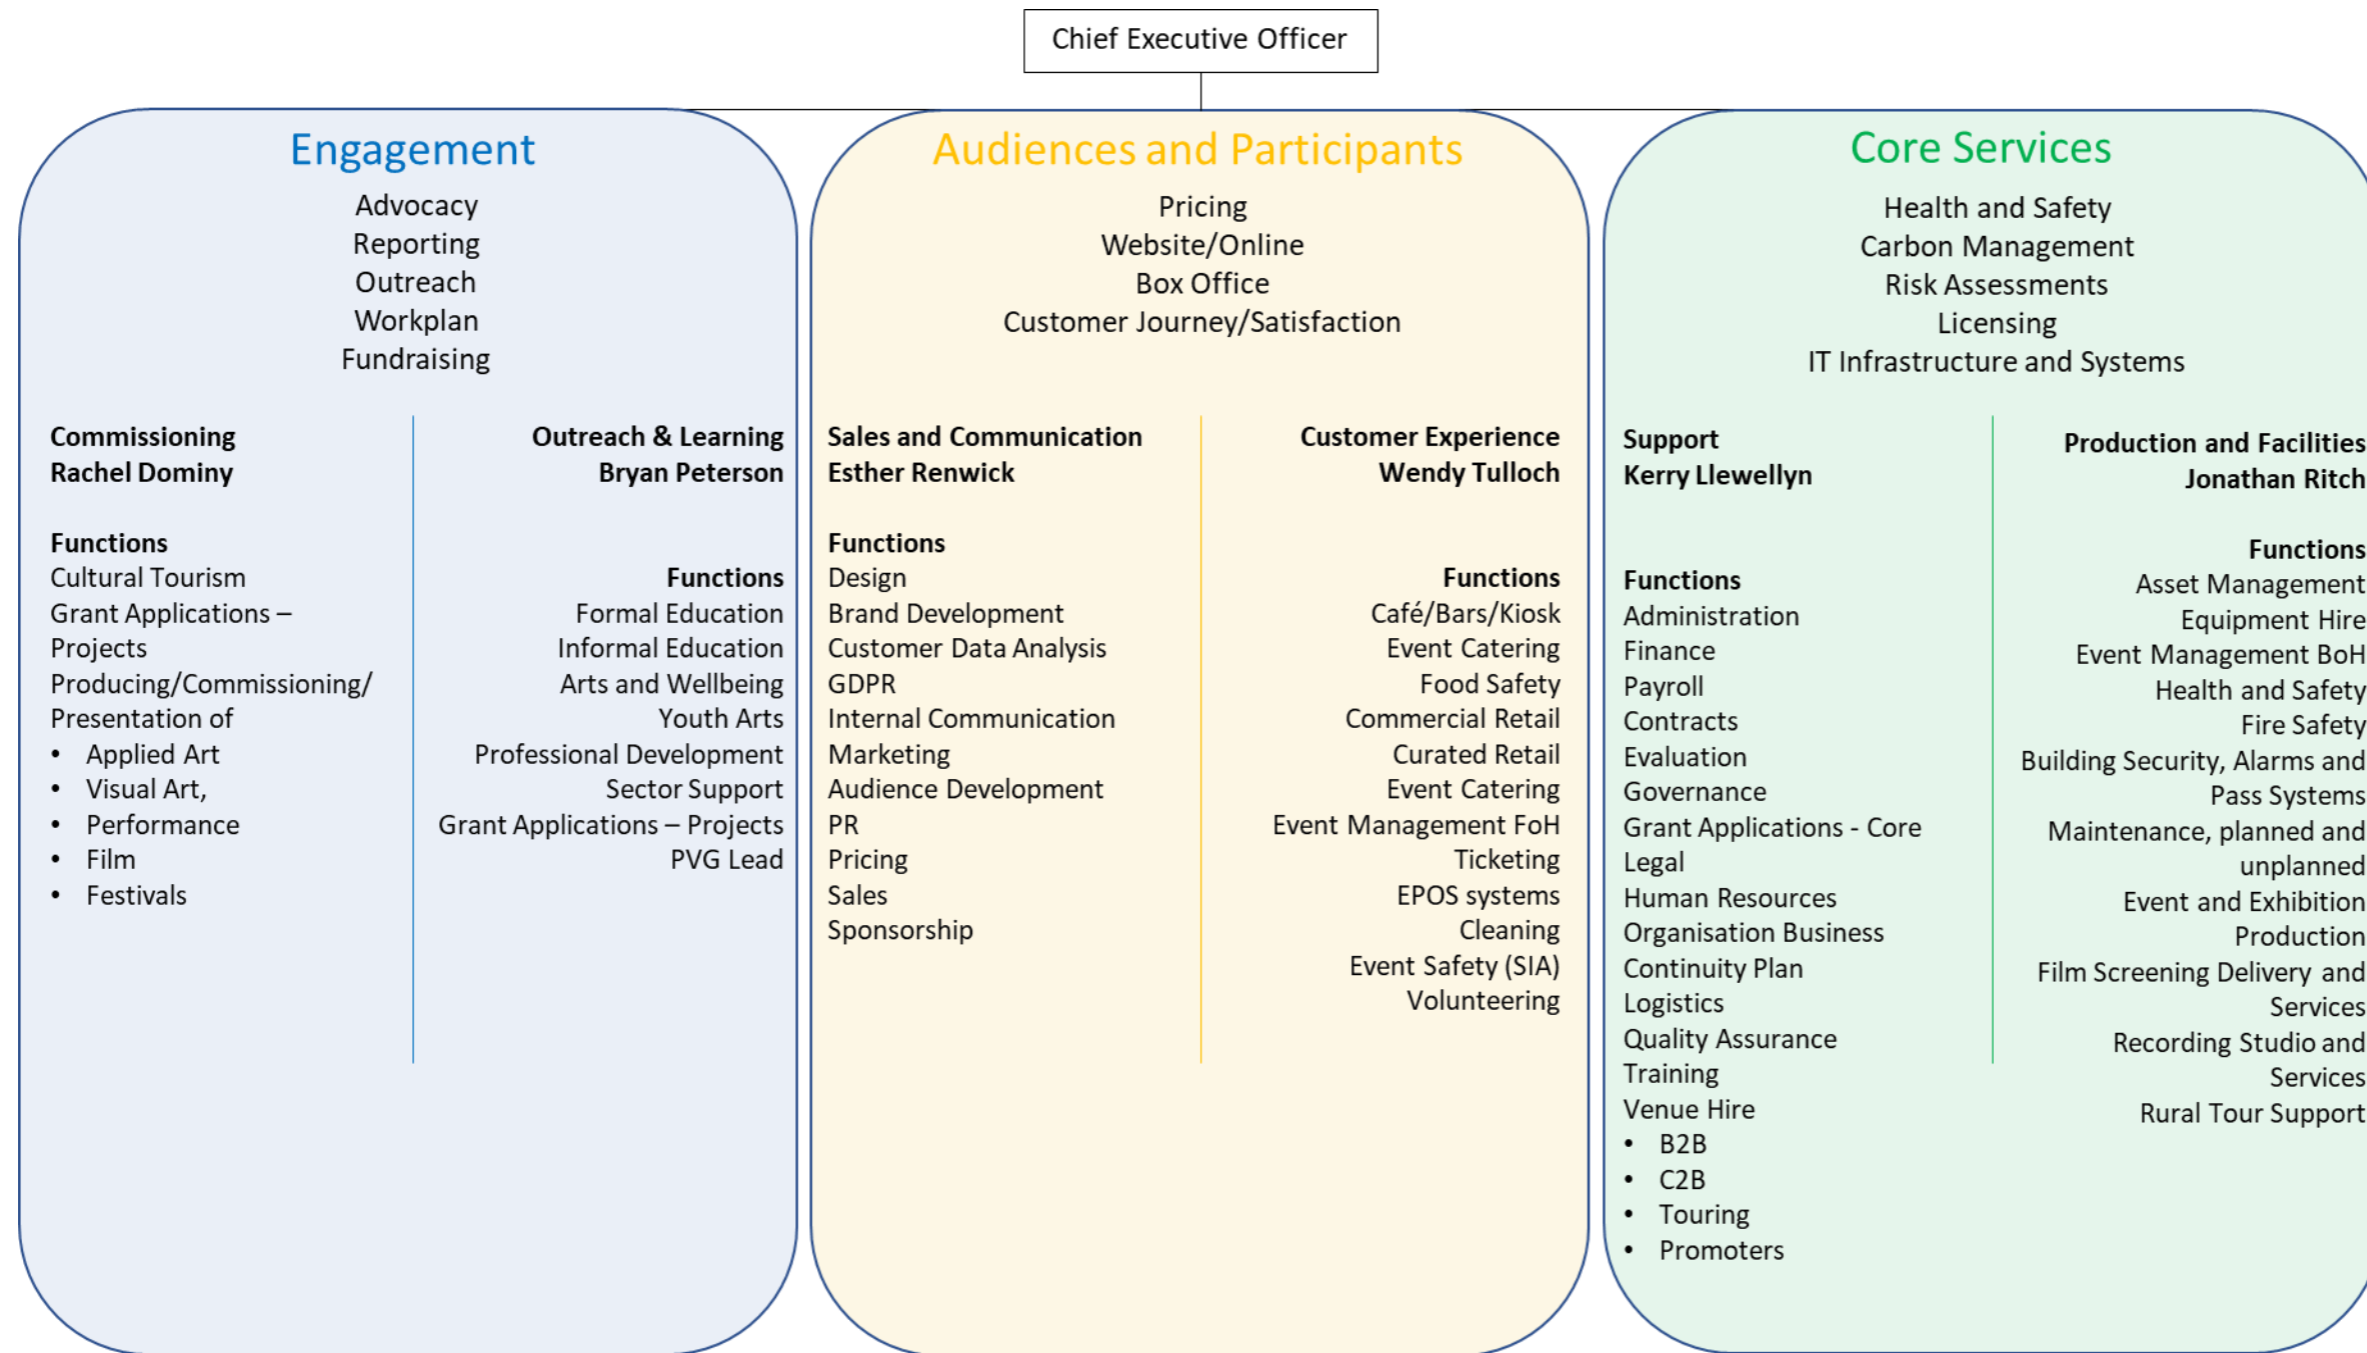 Chief Executive Officer
Engagement
Advocacy
Reporting
Outreach
Workplan
Fundraising
Commissioning
Rachel Dominy
Functions
Cultural Tourism
Grant Applications –
Projects
Producing/Commissioning/
Presentation of
• Applied Art
• Visual Art,
• Performance
• Film
• Festivals
Outreach & Learning
Bryan Peterson
Functions
Formal Education
Informal Education
Arts and Wellbeing
Youth Arts
Professional Development
Sector Support
Grant Applications – Projects
PVG Lead
Audiences and Participants
Pricing
Website/Online
Box Office
Customer Journey/Satisfaction
Sales and Communication
Esther Renwick
Functions
Design
Brand Development
Customer Data Analysis
GDPR
Internal Communication
Marketing
Audience Development
PR
Pricing
Sales
Sponsorship
Customer Experience
Wendy Tulloch
Functions
Café/Bars/Kiosk
Event Catering
Food Safety
Commercial Retail
Curated Retail
Event Catering
Event Management FoH
Ticketing
EPOS systems
Cleaning
Event Safety (SIA)
Volunteering
Core Services
Health and Safety
Carbon Management
Risk Assessments
Licensing
IT Infrastructure and Systems
Support
Kerry Llewellyn
Functions
Administration
Finance
Payroll
Contracts
Evaluation
Governance
Grant Applications - Core
Legal
Human Resources
Organisation Business
Continuity Plan
Logistics
Quality Assurance
Training
Venue Hire
• B2B
• C2B
• Touring
• Promoters
Production and Facilities
Jonathan Ritch
Functions
Asset Management
Equipment Hire
Event Management BoH
Health and Safety
Fire Safety
Building Security, Alarms and
Pass Systems
Maintenance, planned and
unplanned
Event and Exhibition
Production
Film Screening Delivery and
Services
Recording Studio and
Services
Rural Tour Support